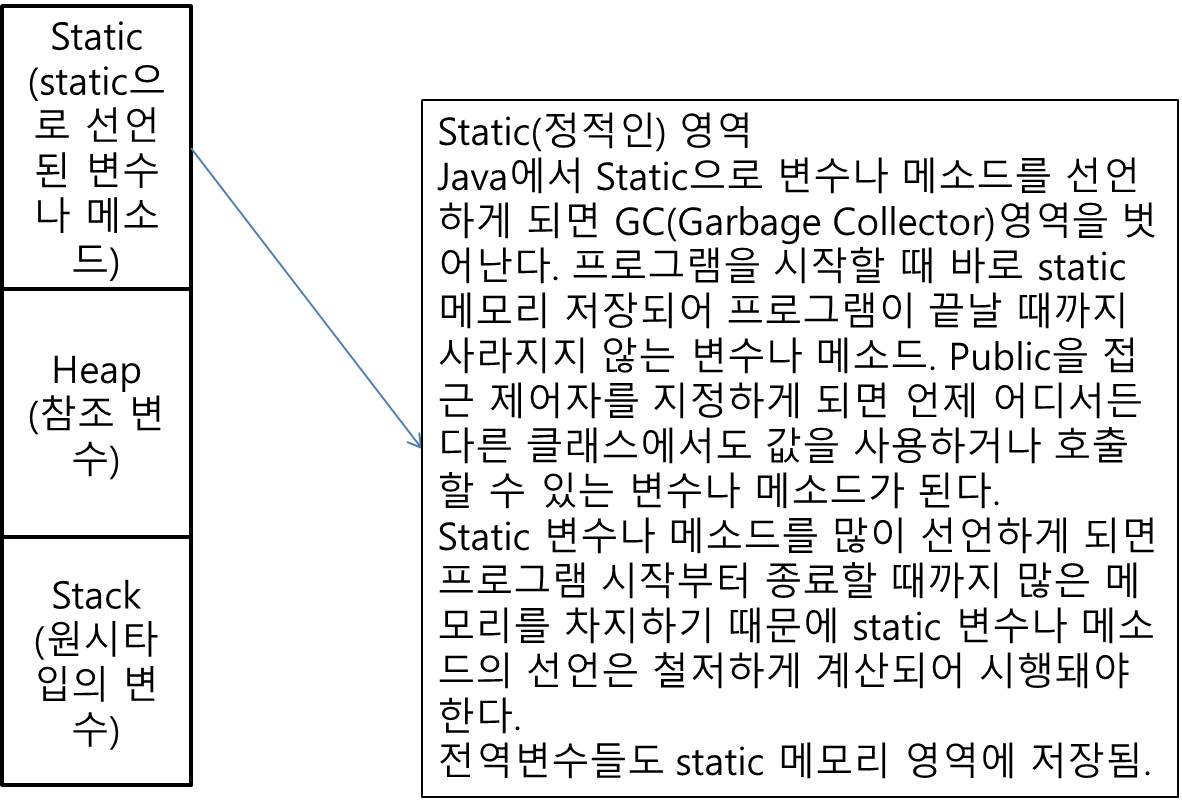 Static
(static으
로 선언
된 변수
나 메소
드)
Heap
(참조 변
수)
Stack
(원시타
입의 변
수)
Static(정적인) 영역
Java에서 Static으로 변수나 메소드를 선언
하게 되면 GC(Garbage Collector)영역을 벗
어난다. 프로그램을 시작할 때 바로 static
메모리 저장되어 프로그램이 끝날 때까지
사라지지 않는 변수나 메소드. Public을 접
근 제어자를 지정하게 되면 언제 어디서든
다른 클래스에서도 값을 사용하거나 호출
할 수 있는 변수나 메소드가 된다.
Static 변수나 메소드를 많이 선언하게 되면
프로그램 시작부터 종료할 때까지 많은 메
모리를 차지하기 때문에 static 변수나 메소
드의 선언은 철저하게 계산되어 시행돼야
한다.
전역변수들도 static 메모리 영역에 저장됨.